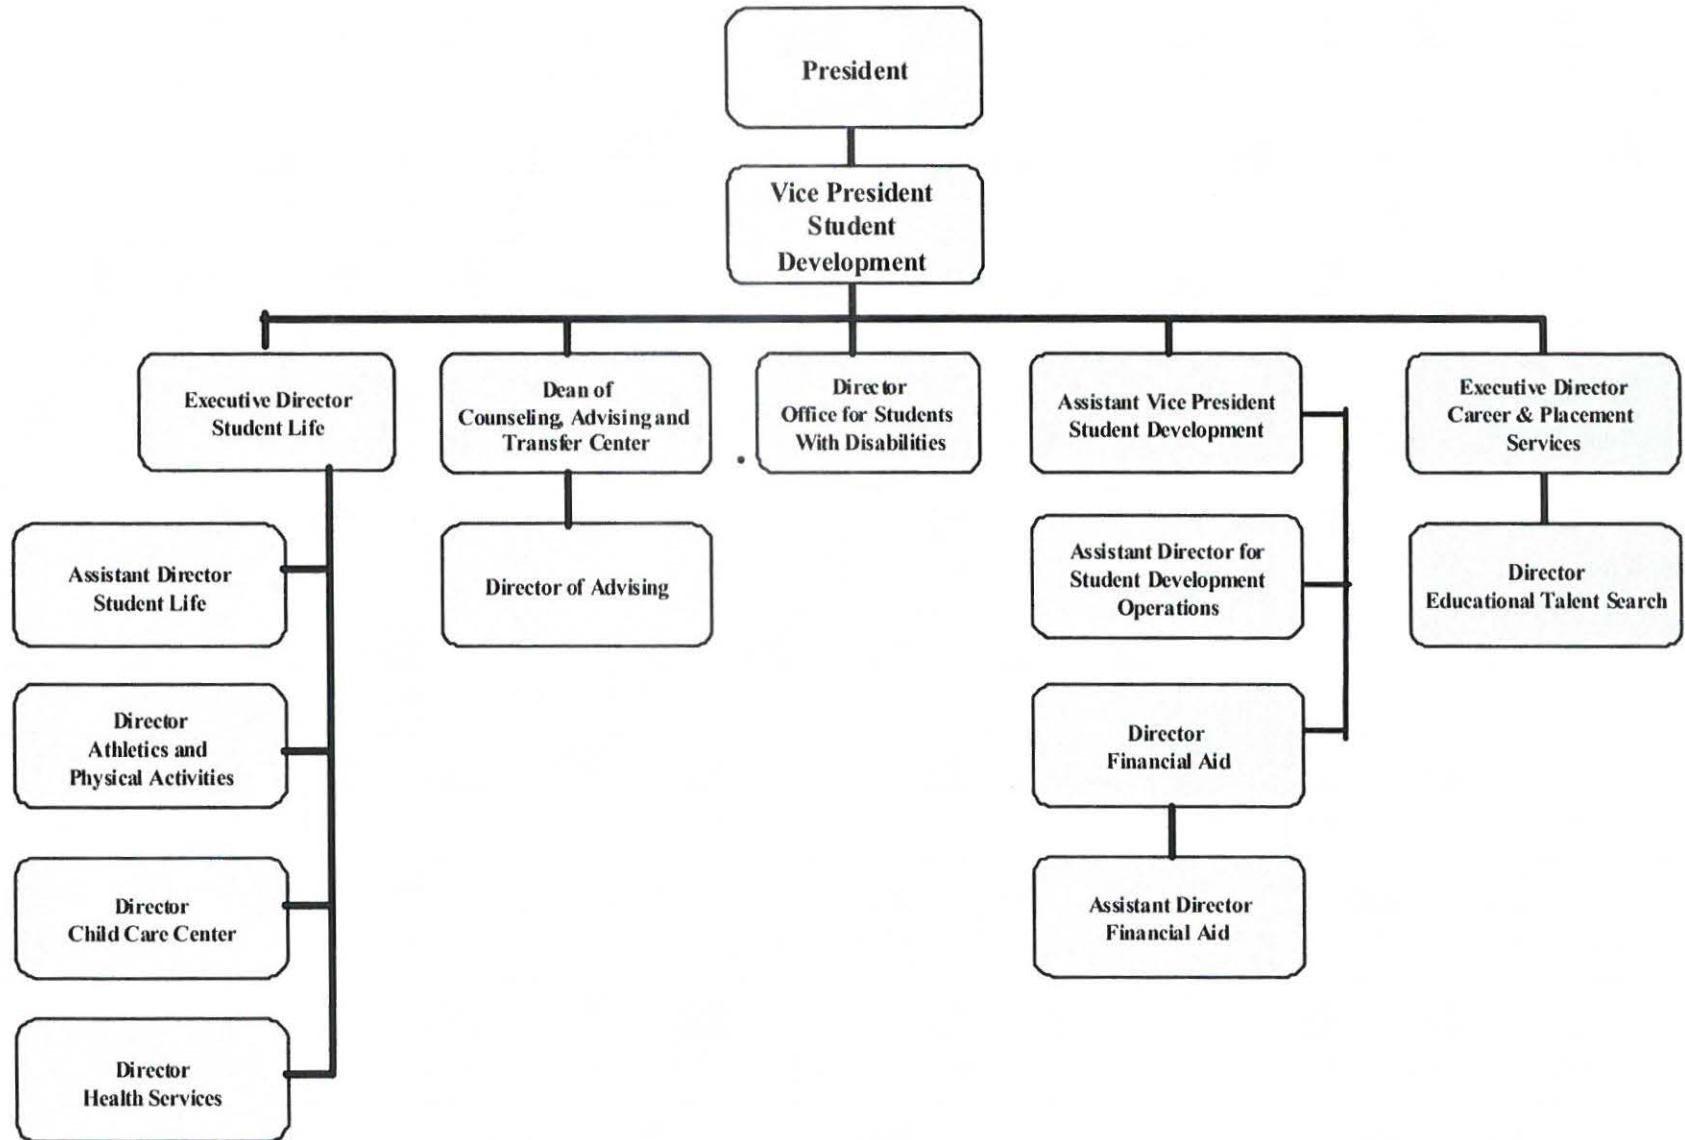 President
Vice President
Student
Development
Executive Director
Student Life
Dean of
Counseling, Advising and
Transfer Center
Director
Office for Students
With Disabilities
Assistant Vice President
Student Development
Executive Director
Career & Placement
Services
Assistant Director
Student Life
Director of Advising
Assistant Director for
Student Development
Operations
Director
Educational Talent Search
Director
Athletics and
Physical Activities
Director
Financial Aid
Director
Child Care Center
Assistant Director
Financial Aid
Director
Health Services